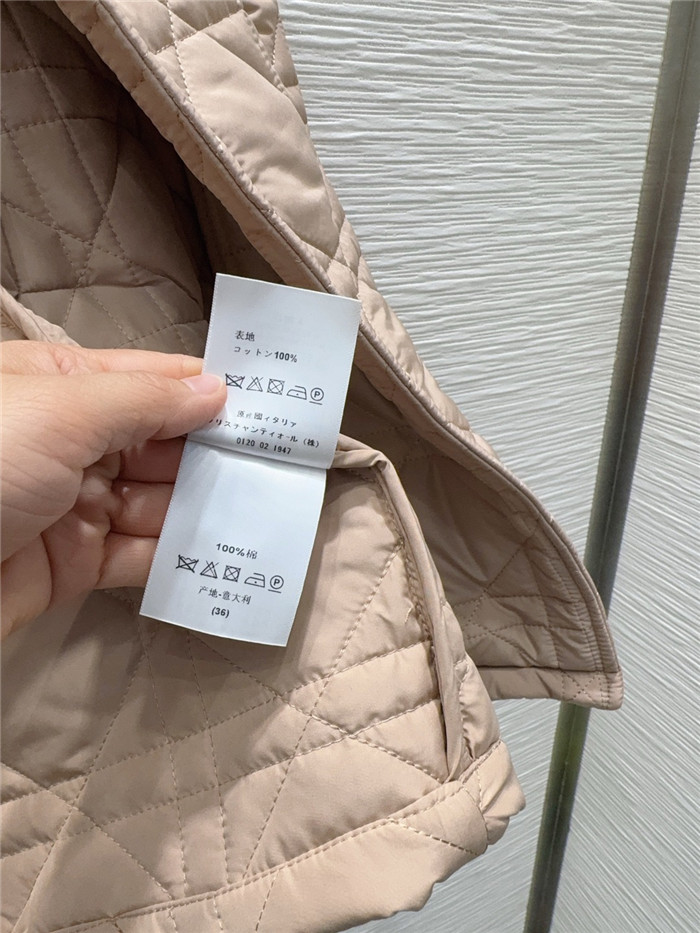 表地
コットン100%
原産國イタリア
クリスチャンディオール(株)
0120 02 1947
100%棉
产地-意大利
(36)